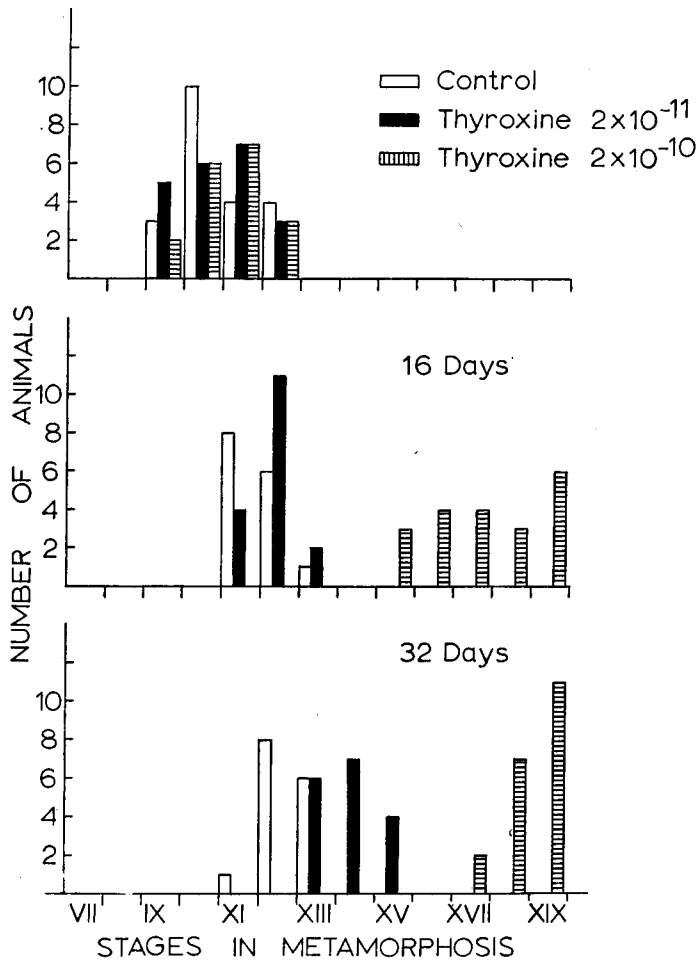 Control
Thyroxine 2x10⁻¹¹
Thyroxine 2x10⁻¹⁰
10
8
6
4
2
16 Days
10
8
6
4
2
32 Days
10
8
6
4
2
NUMBER OF ANIMALS
VII IX XI XIII XV XVII XIX
STAGES IN METAMORPHOSIS